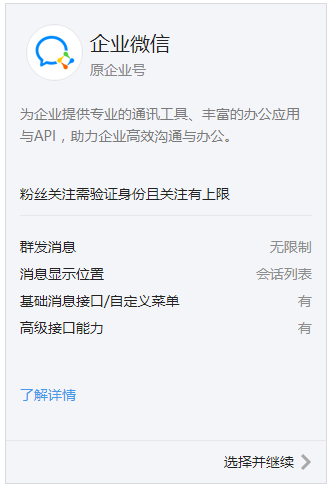 企业微信
原企业号
为企业提供专业的通讯工具、丰富的办公应用
与API，助力企业高效沟通与办公。
粉丝关注需验证身份且关注有上限
群发消息 无限制
消息显示位置 会话列表
基础消息接口/自定义菜单 有
高级接口能力 有
了解详情
选择并继续